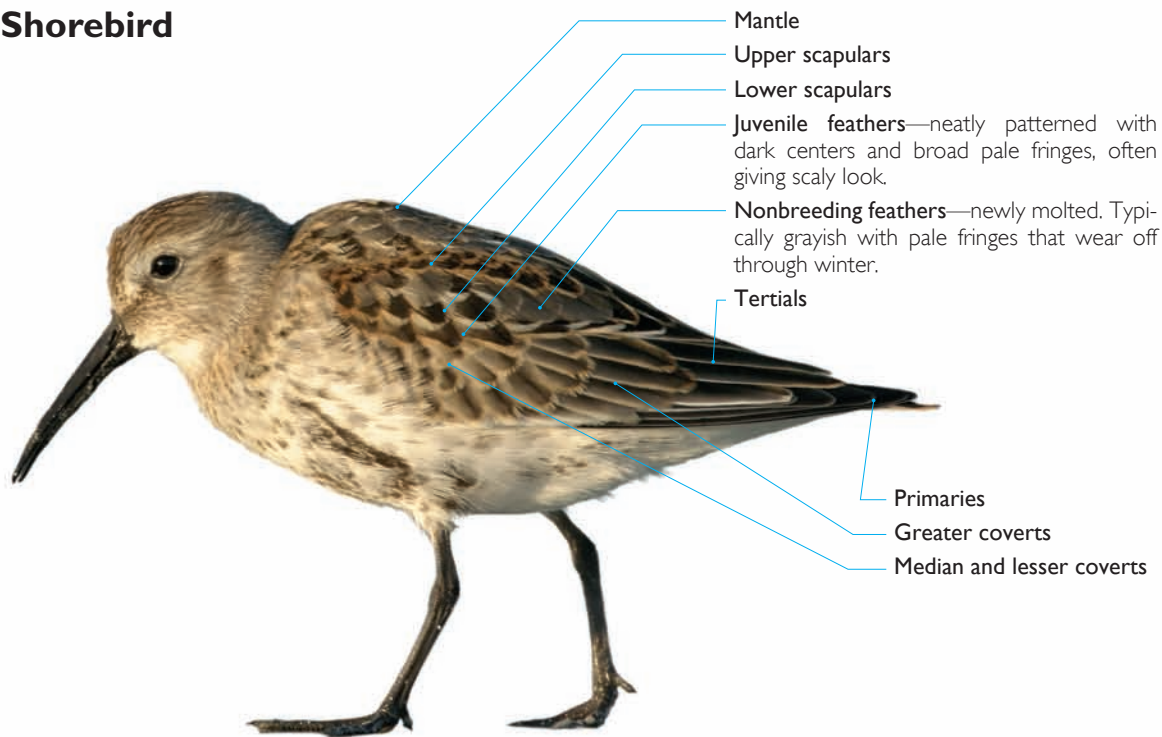 Shorebird
Mantle
Upper scapulars
Lower scapulars
Juvenile feathers—neatly patterned with
dark centers and broad pale fringes, often
giving scaly look.
Nonbreeding feathers—newly molted. Typi-
cally grayish with pale fringes that wear off
through winter.
Tertials
Primaries
Greater coverts
Median and lesser coverts